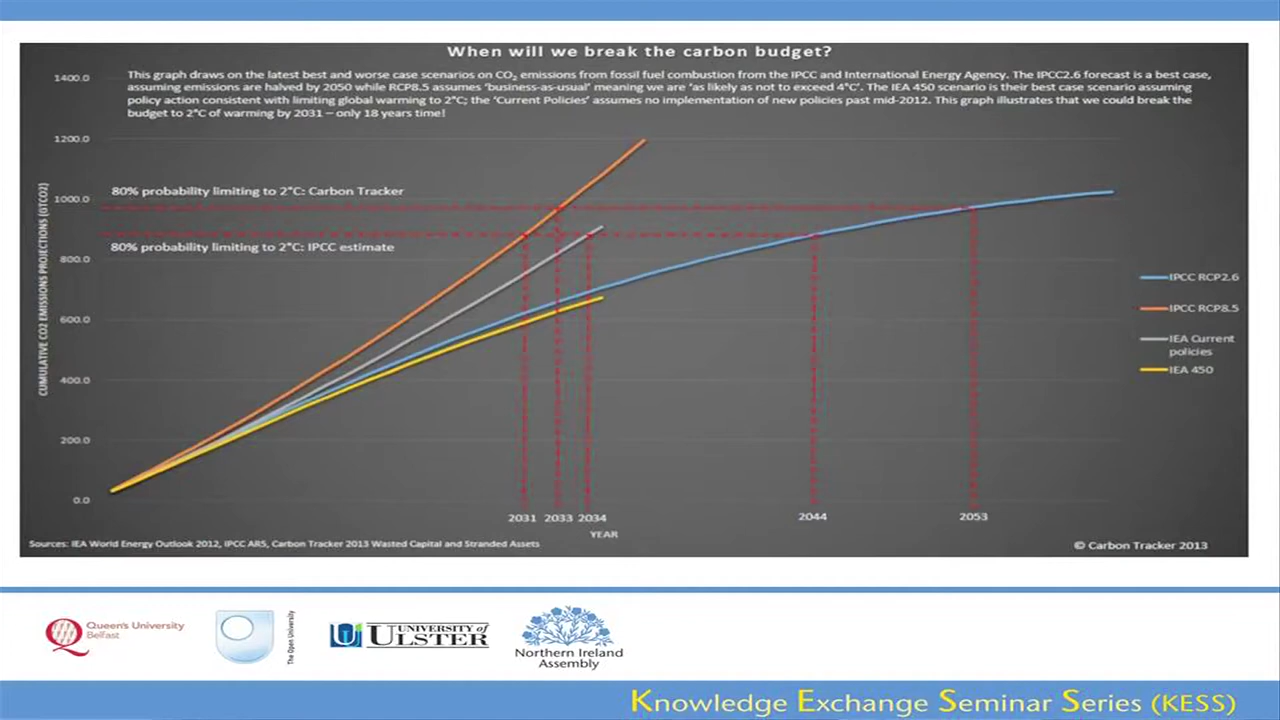 When will we break the carbon budget?
This graph draws on the latest best and worse case scenarios on CO₂ emissions from fossil fuel combustion from the IPCC and International Energy Agency. The IPCC2.6 forecast is a best case,
assuming emissions are halved by 2050 while RCP8.5 assumes 'business-as-usual' meaning we are 'as likely as not to exceed 4°C'. The IEA 450 scenario is their best case scenario assuming
policy action consistent with limiting global warming to 2°C; the 'Current Policies' assumes no implementation of new policies past mid-2012. This graph illustrates that we could break the
budget to 2°C of warming by 2031 – only 18 years time!
1400.0
1200.0
1000.0
800.0
600.0
400.0
200.0
0.0
CUMULATIVE CO2 EMISSIONS PROJECTIONS (GTCO2)
80% probability limiting to 2°C: Carbon Tracker
80% probability limiting to 2°C: IPCC estimate
IPCC RCP2.6
IPCC RCP8.5
IEA Current
policies
IEA 450
2031 2033 2034 2044 2053
YEAR
Sources: IEA World Energy Outlook 2012, IPCC AR5, Carbon Tracker 2013 Wasted Capital and Stranded Assets
© Carbon Tracker 2013
Queen's University
Belfast
The Open University
UNIVERSITY of
ULSTER
Northern Ireland
Assembly
Knowledge Exchange Seminar Series (KESS)